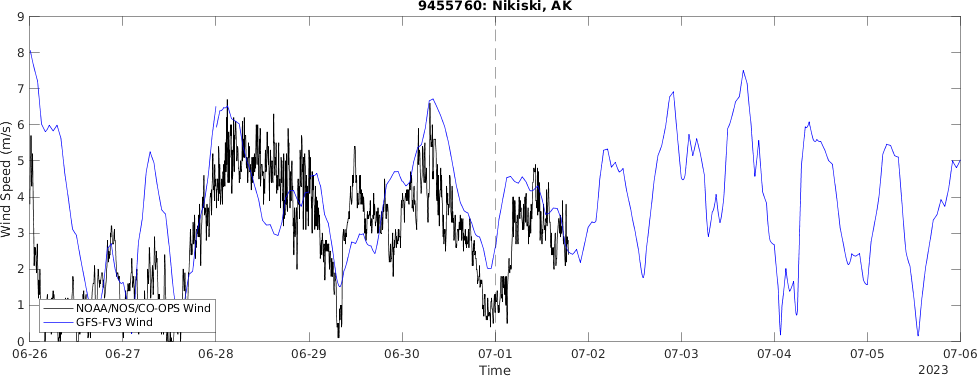 9455760: Nikiski, AK
9
8
7
6
5
4
3
2
1
0
Wind Speed (m/s)
NOAA/NOS/CO-OPS Wind
GFS-FV3 Wind
06-26 06-27 06-28 06-29 06-30 07-01 07-02 07-03 07-04 07-05 07-06
Time
2023